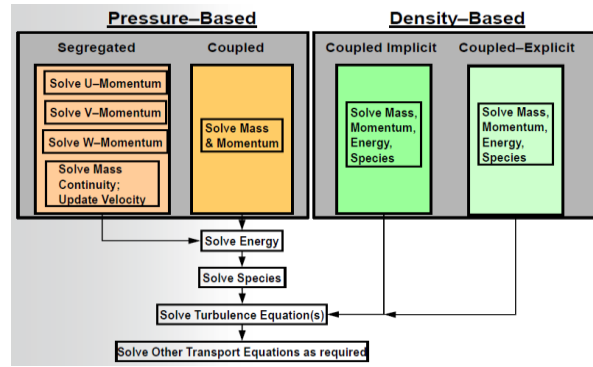 Pressure–Based
Density–Based
Segregated
Coupled
Coupled Implicit
Coupled–Explicit
Solve U–Momentum
Solve V–Momentum
Solve W–Momentum
Solve Mass
Continuity;
Update Velocity
Solve Mass
& Momentum
Solve Mass,
Momentum,
Energy,
Species
Solve Mass,
Momentum,
Energy,
Species
Solve Energy
Solve Species
Solve Turbulence Equation(s)
Solve Other Transport Equations as required